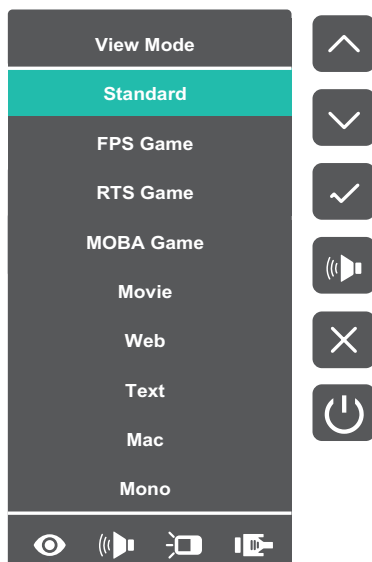 View Mode
Standard
FPS Game
RTS Game
MOBA Game
Movie
Web
Text
Mac
Mono